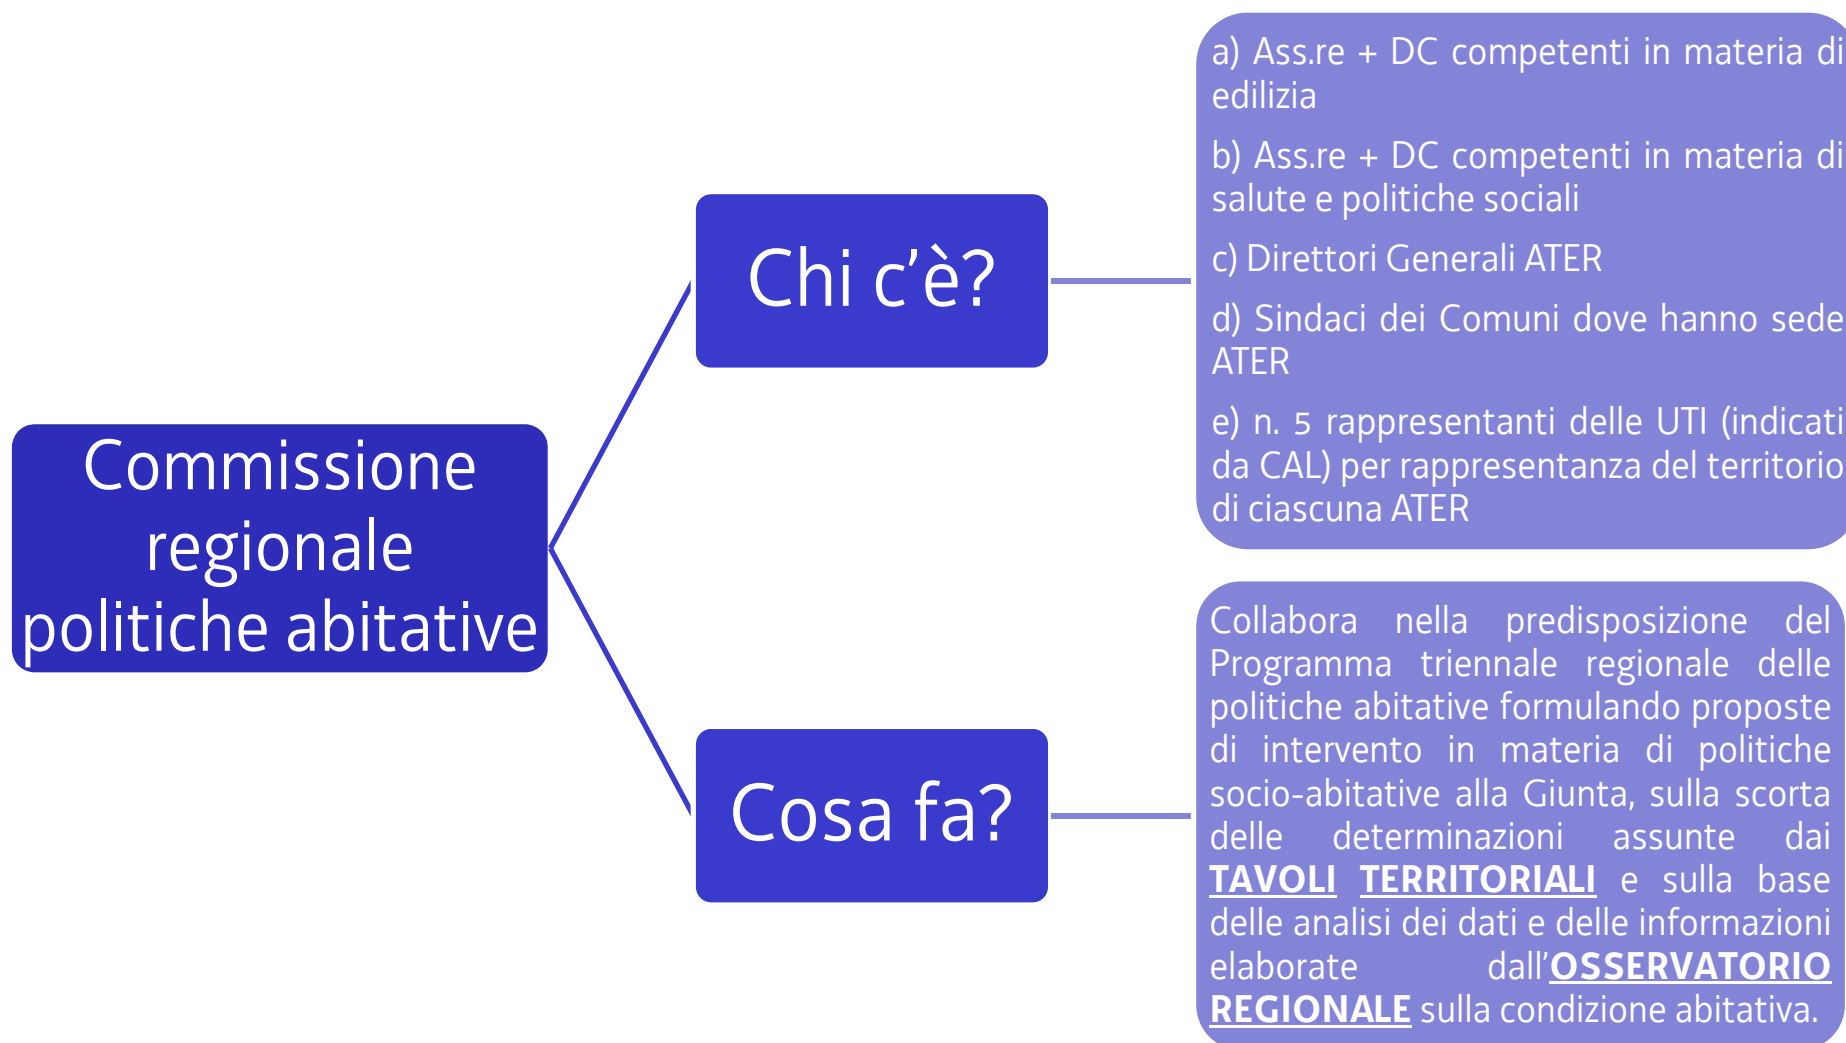 Commissione
regionale
politiche abitative
Chi c’è?
a) Ass.re + DC competenti in materia di
edilizia
b) Ass.re + DC competenti in materia di
salute e politiche sociali
c) Direttori Generali ATER
d) Sindaci dei Comuni dove hanno sede
ATER
e) n. 5 rappresentanti delle UTI (indicati
da CAL) per rappresentanza del territorio
di ciascuna ATER
Cosa fa?
Collabora nella predisposizione del
Programma triennale regionale delle
politiche abitative formulando proposte
di intervento in materia di politiche
socio-abitative alla Giunta, sulla scorta
delle determinazioni assunte dai
TAVOLI TERRITORIALI e sulla base
delle analisi dei dati e delle informazioni
elaborate dall’OSSERVATORIO
REGIONALE sulla condizione abitativa.